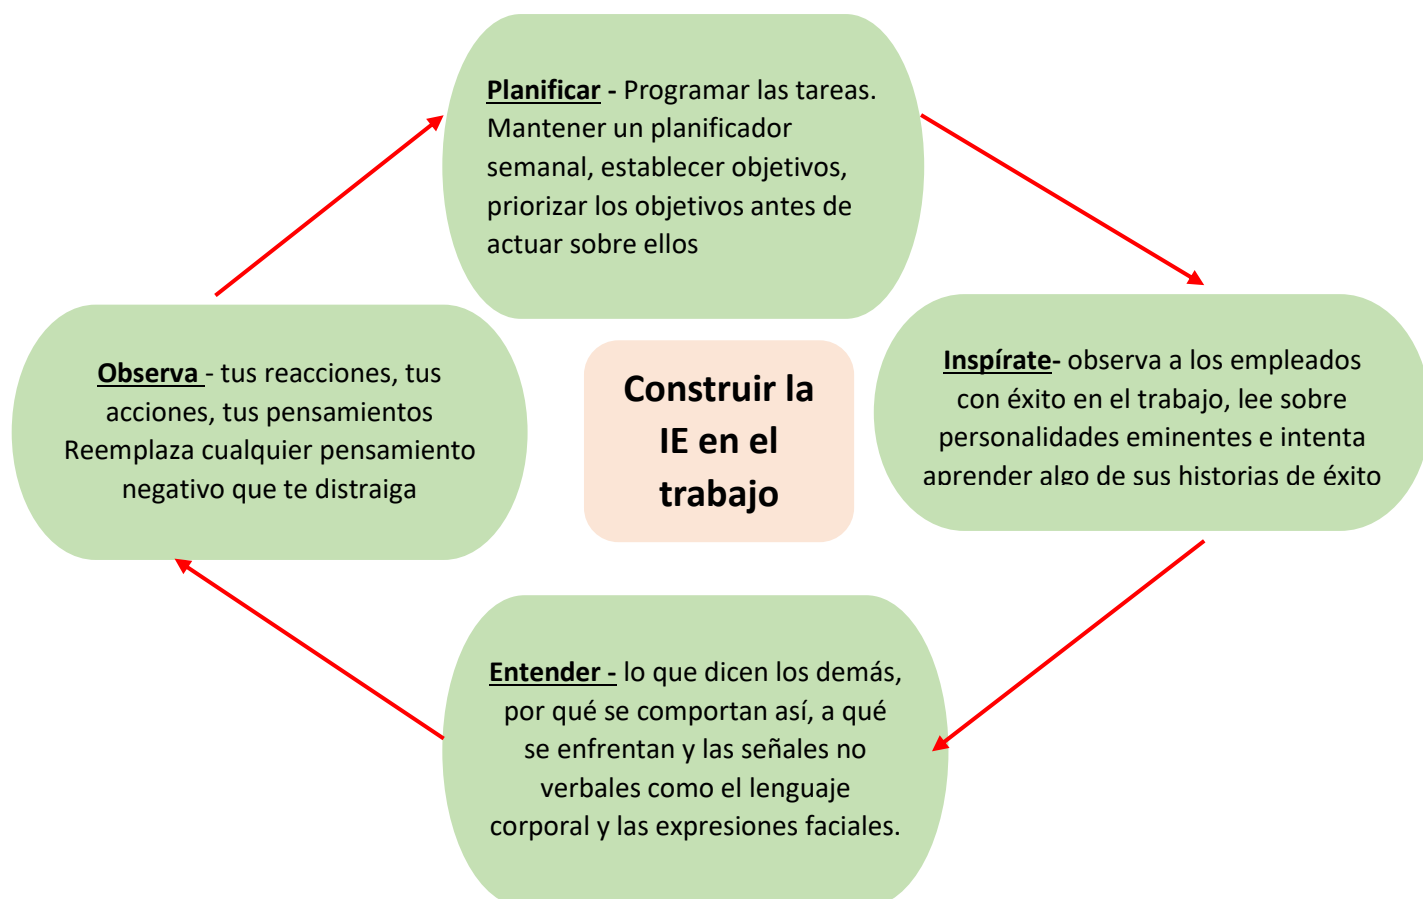 Planificar - Programar las tareas.
Mantener un planificador
semanal, establecer objetivos,
priorizar los objetivos antes de
actuar sobre ellos
Inspírate- observa a los empleados
con éxito en el trabajo, lee sobre
personalidades eminentes e intenta
aprender algo de sus historias de éxito
Entender - lo que dicen los demás,
por qué se comportan así, a qué
se enfrentan y las señales no
verbales como el lenguaje
corporal y las expresiones faciales.
Observa - tus reacciones, tus
acciones, tus pensamientos
Reemplaza cualquier pensamiento
negativo que te distraiga
Construir la
IE en el
trabajo